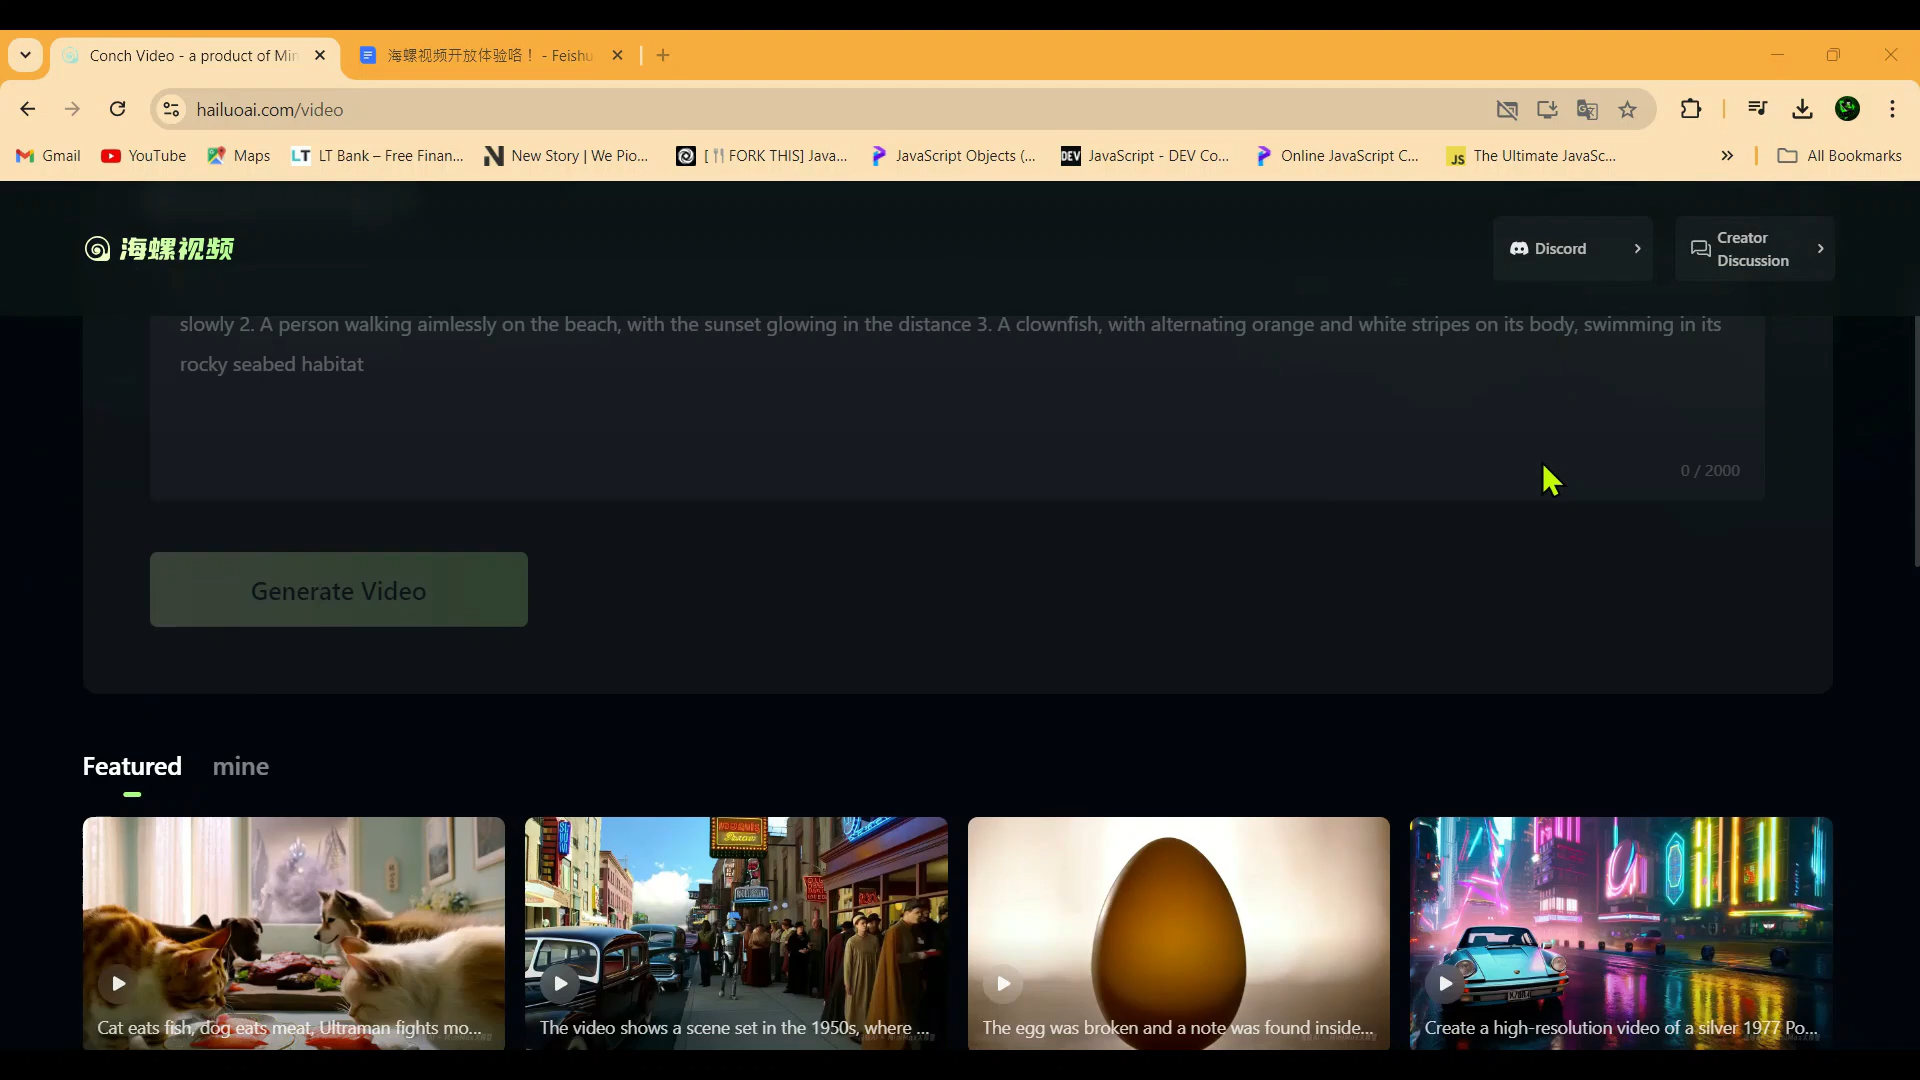 Conch Video - a product of Min
海螺视频开放体验咯！ - Feishu
hailuoai.com/video
Gmail
YouTube
Maps
LT Bank – Free Finan...
New Story | We Pio...
[ FORK THIS] Java...
JavaScript Objects (...
JavaScript - DEV Co...
Online JavaScript C...
The Ultimate JavaSc...
All Bookmarks
海螺视频
Discord
Creator
Discussion
slowly 2. A person walking aimlessly on the beach, with the sunset glowing in the distance 3. A clownfish, with alternating orange and white stripes on its body, swimming in its
rocky seabed habitat
0 / 2000
Generate Video
Featured
mine
Cat eats fish, dog eats meat, Ultraman fights mo...
The video shows a scene set in the 1950s, where ...
The egg was broken and a note was found inside...
Create a high-resolution video of a silver 1977 Po...